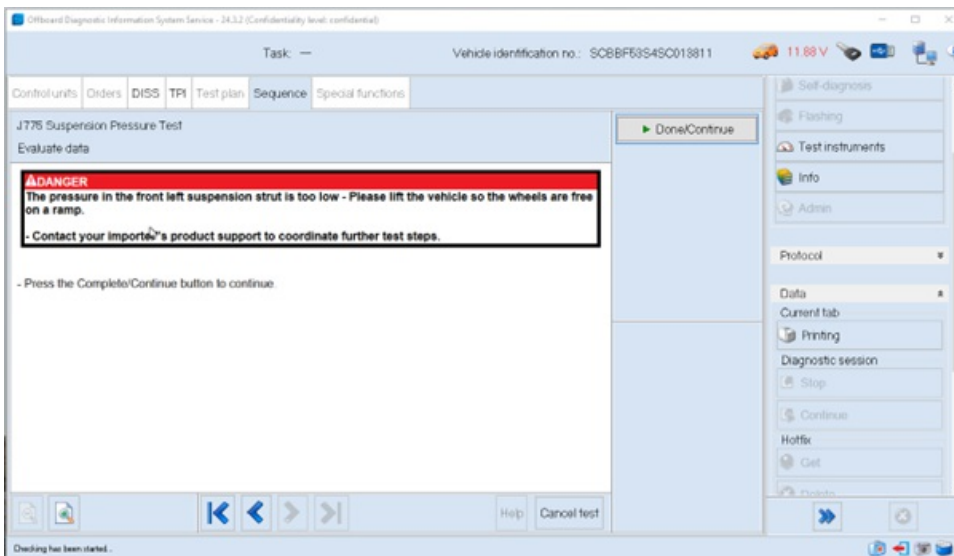 Offboard Diagnostic Information System Service - 24.3.2 (Confidentiality level: confidential)
Task: —
Vehicle identification no.: SCBBF53S4SC013811
11.88 V
Control units Orders DISS TPI Test plan Sequence Special functions
J775 Suspension Pressure Test
Evaluate data
Done/Continue
DANGER
The pressure in the front left suspension strut is too low - Please lift the vehicle so the wheels are free
on a ramp.
- Contact your importer's product support to coordinate further test steps.
- Press the Complete/Continue button to continue.
Help
Cancel test
Self-diagnosis
Flashing
Test instruments
Info
Admin
Protocol
Data
Current tab
Printing
Diagnostic session
Stop
Continue
Hotfix
Get
Checking has been started...